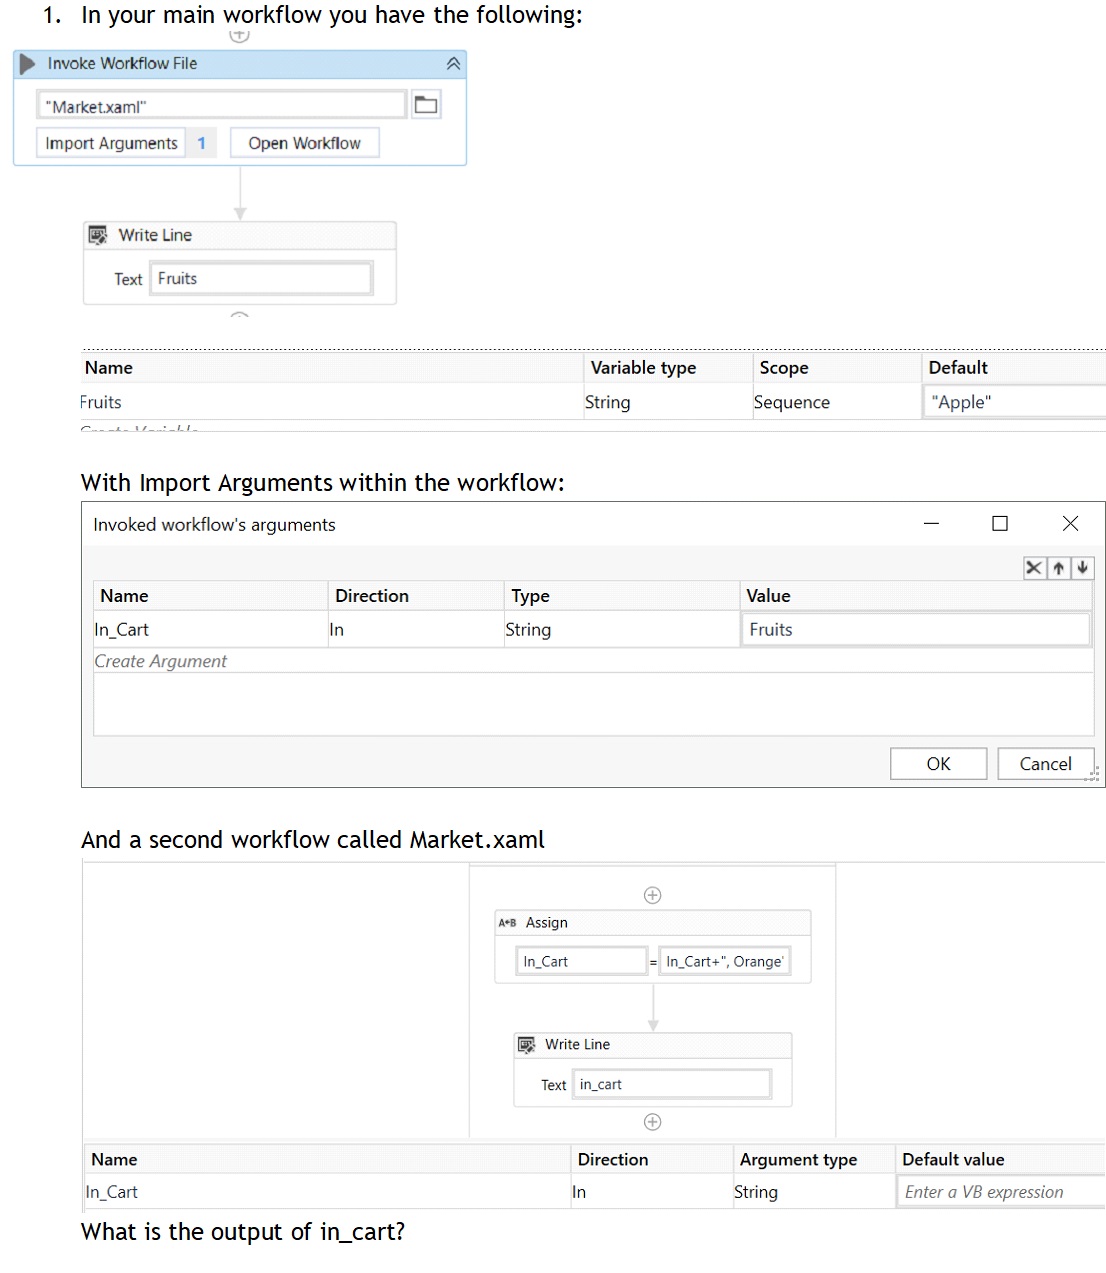 1. In your main workflow you have the following:
Invoke Workflow File
"Market.xaml"
Import Arguments 1 Open Workflow
Write Line
Text Fruits
Name Variable type Scope Default
Fruits String Sequence "Apple"
Create Variable
With Import Arguments within the workflow:
Invoked workflow's arguments
Name Direction Type Value
In_Cart In String Fruits
Create Argument
OK Cancel
And a second workflow called Market.xaml
A+B Assign
In_Cart = In_Cart+", Orange"
Write Line
Text in_cart
Name Direction Argument type Default value
In_Cart In String Enter a VB expression
What is the output of in_cart?